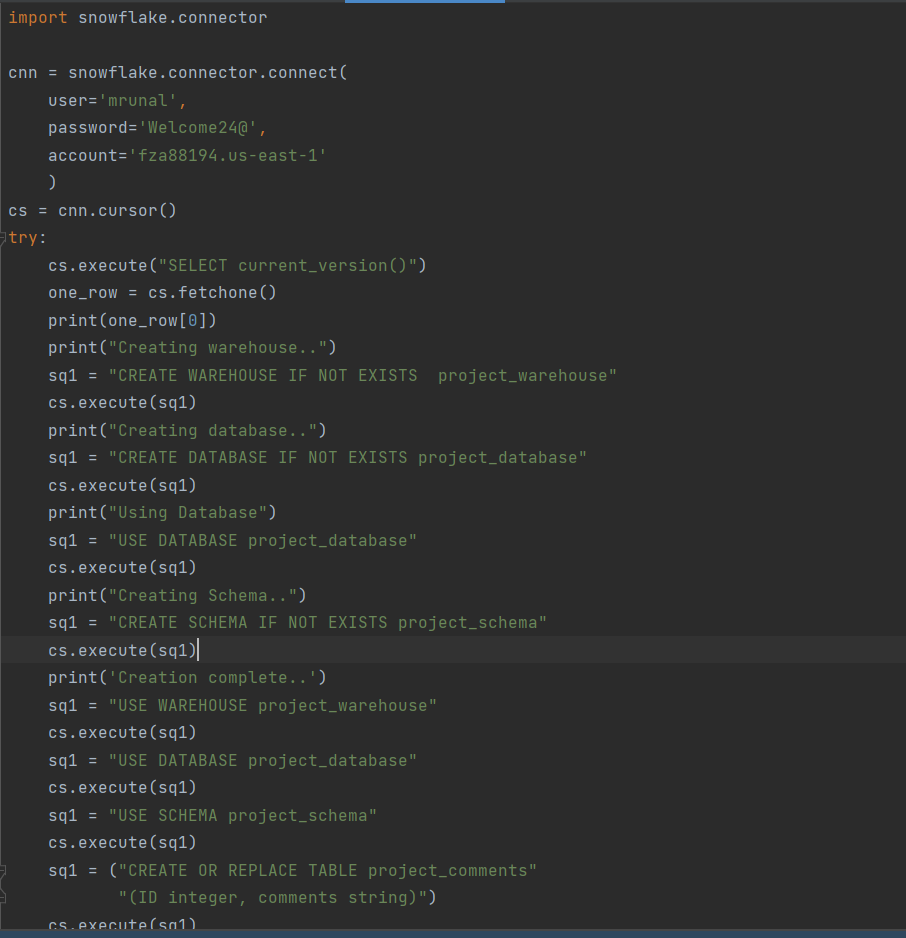 import snowflake.connector

cnn = snowflake.connector.connect(
    user='mrunal',
    password='Welcome24@',
    account='fza88194.us-east-1'
    )
cs = cnn.cursor()
try:
    cs.execute("SELECT current_version()")
    one_row = cs.fetchone()
    print(one_row[0])
    print("Creating warehouse..")
    sq1 = "CREATE WAREHOUSE IF NOT EXISTS  project_warehouse"
    cs.execute(sq1)
    print("Creating database..")
    sq1 = "CREATE DATABASE IF NOT EXISTS project_database"
    cs.execute(sq1)
    print("Using Database")
    sq1 = "USE DATABASE project_database"
    cs.execute(sq1)
    print("Creating Schema..")
    sq1 = "CREATE SCHEMA IF NOT EXISTS project_schema"
    cs.execute(sq1)
    print('Creation complete..')
    sq1 = "USE WAREHOUSE project_warehouse"
    cs.execute(sq1)
    sq1 = "USE DATABASE project_database"
    cs.execute(sq1)
    sq1 = "USE SCHEMA project_schema"
    cs.execute(sq1)
    sq1 = ("CREATE OR REPLACE TABLE project_comments"
           "(ID integer, comments string)")
    cs.execute(sq1)